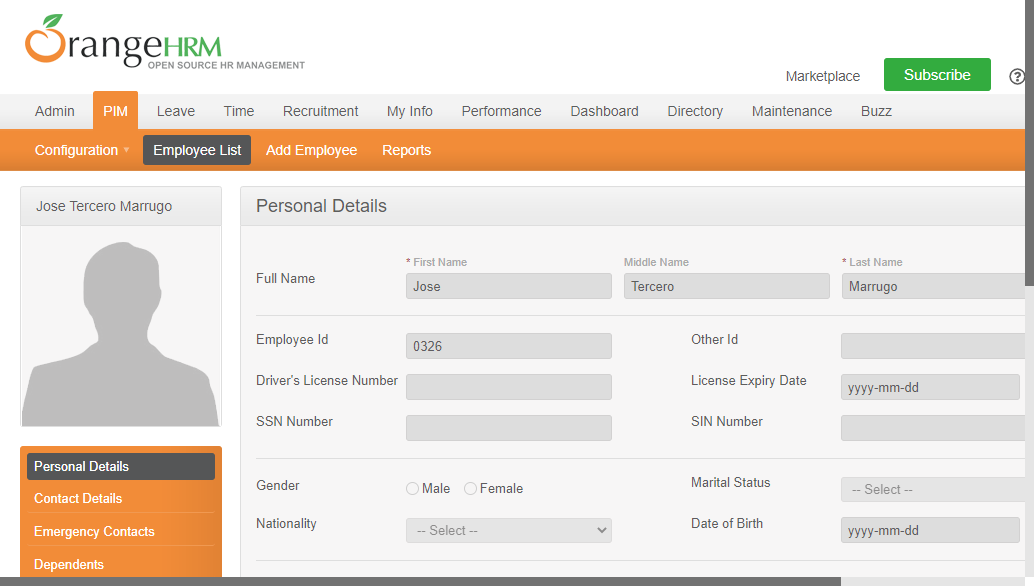 OrangeHRM
OPEN SOURCE HR MANAGEMENT
Marketplace
Subscribe
?
Admin PIM Leave Time Recruitment My Info Performance Dashboard Directory Maintenance Buzz
Configuration Employee List Add Employee Reports
Jose Tercero Marrugo
Personal Details
* First Name Middle Name * Last Name
Full Name
Jose Tercero Marrugo
Employee Id 0326 Other Id
Driver's License Number License Expiry Date yyyy-mm-dd
SSN Number SIN Number
Gender Male Female Marital Status -- Select --
Nationality -- Select -- Date of Birth yyyy-mm-dd
Personal Details
Contact Details
Emergency Contacts
Dependents